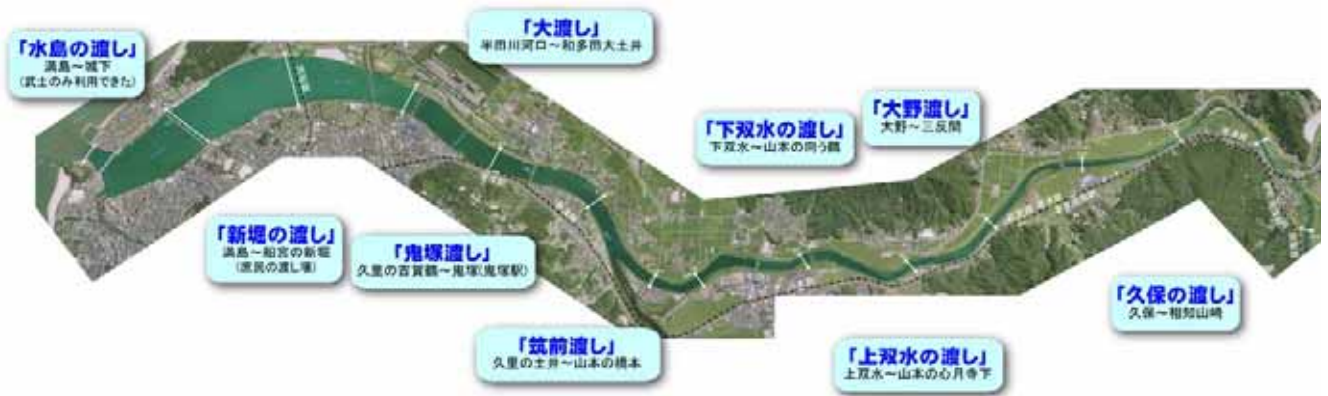 「水島の渡し」
満島～城下
(武士のみ利用できた)
「大渡し」
半田川河口～和多田大土井
「下双水の渡し」
下双水～山本の向う鶴
「大野渡し」
大野～三反間
「新堀の渡し」
満島～船宮の新堀
(庶民の渡し場)
「鬼塚渡し」
久里の古賀鶴～鬼塚(鬼塚駅)
「筑前渡し」
久里の土井～山本の橋本
「上双水の渡し」
上双水～山本の心月寺下
「久保の渡し」
久保～相知山崎